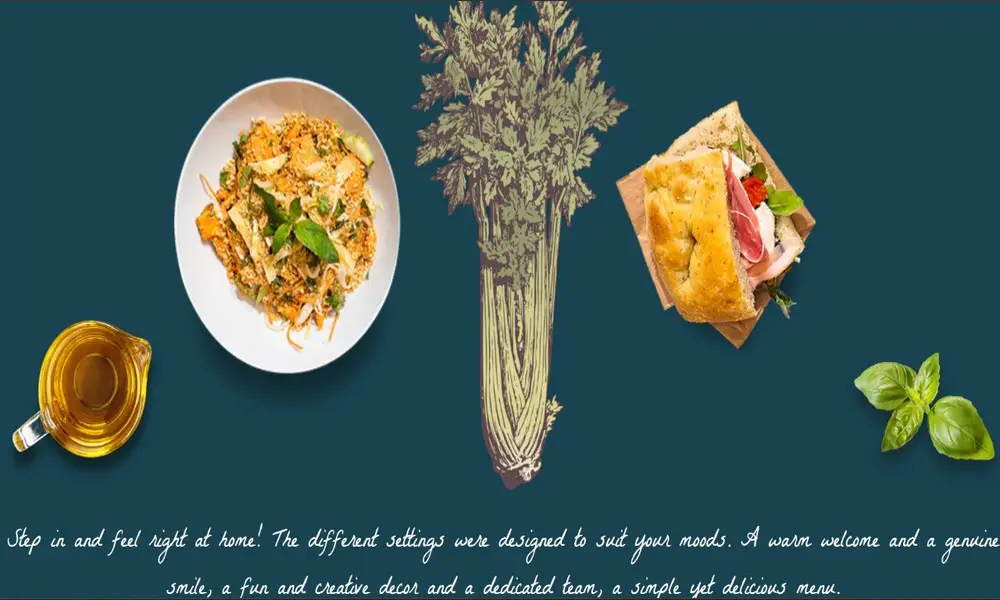 Step in and feel right at home! The different settings were designed to suit your moods. A warm welcome and a genuine
smile, a fun and creative decor and a dedicated team, a simple yet delicious menu.